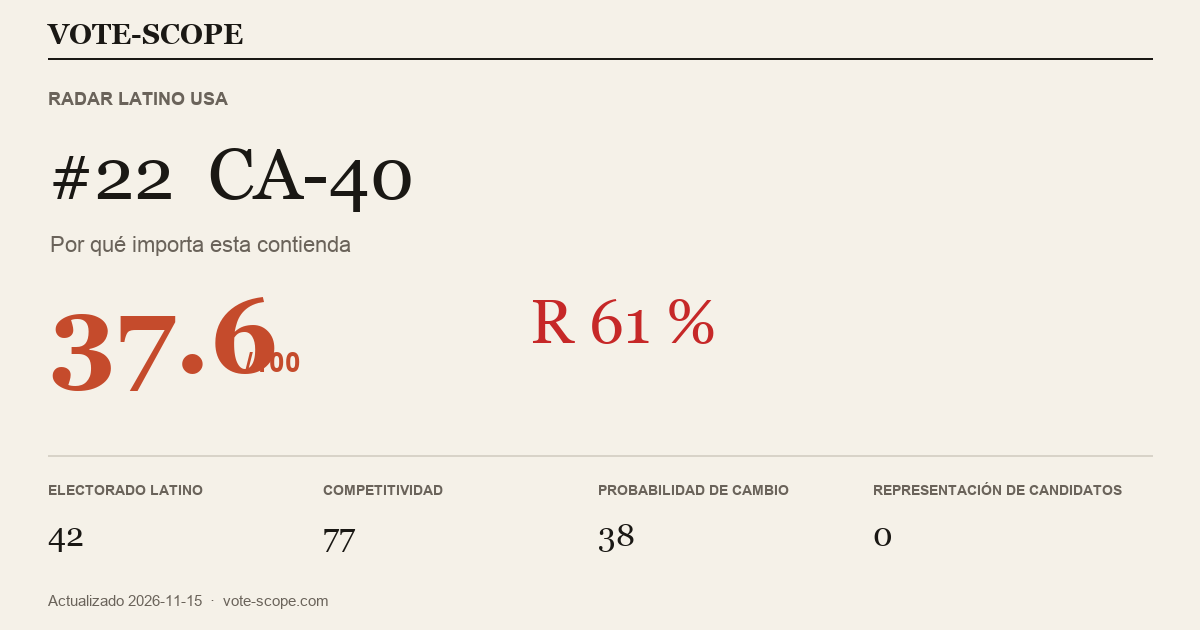 VOTE-SCOPE
RADAR LATINO USA
#22 CA-40
Por qué importa esta contienda
37.6 /100
R 61 %
ELECTORADO LATINO
COMPETITIVIDAD
PROBABILIDAD DE CAMBIO
REPRESENTACIÓN DE CANDIDATOS
42
77
38
0
Actualizado 2026-11-15 · vote-scope.com